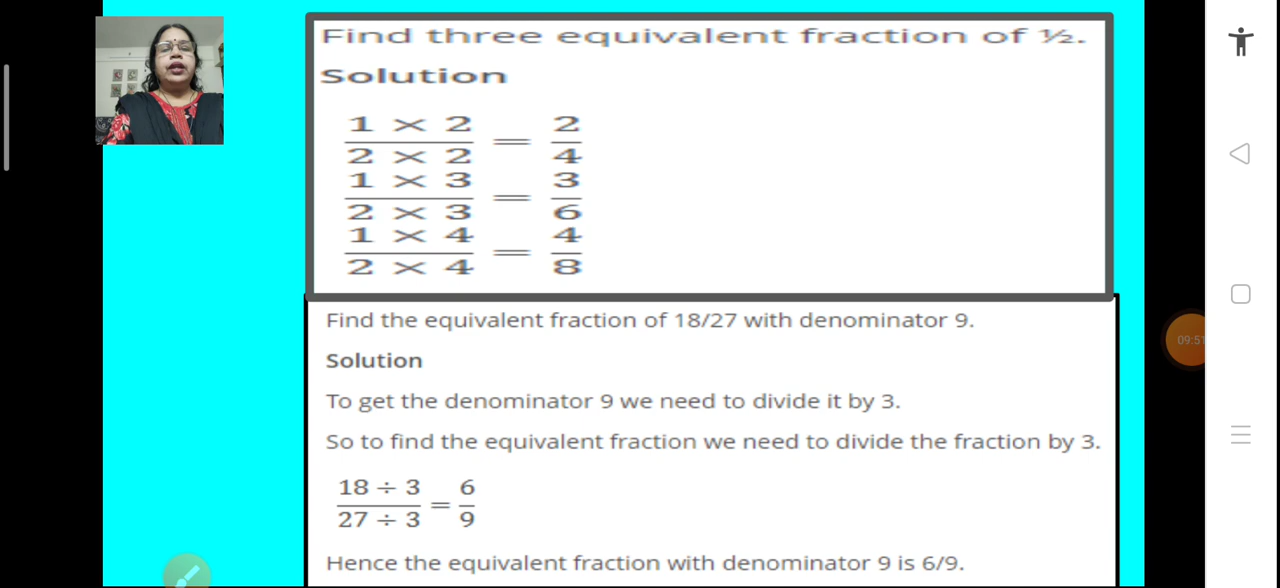 Find three equivalent fraction of ½.
Solution
1 × 2 / 2 × 2 = 2 / 4
1 × 3 / 2 × 3 = 3 / 6
1 × 4 / 2 × 4 = 4 / 8
Find the equivalent fraction of 18/27 with denominator 9.
Solution
To get the denominator 9 we need to divide it by 3.
So to find the equivalent fraction we need to divide the fraction by 3.
18 ÷ 3 / 27 ÷ 3 = 6 / 9
Hence the equivalent fraction with denominator 9 is 6/9.
09:51